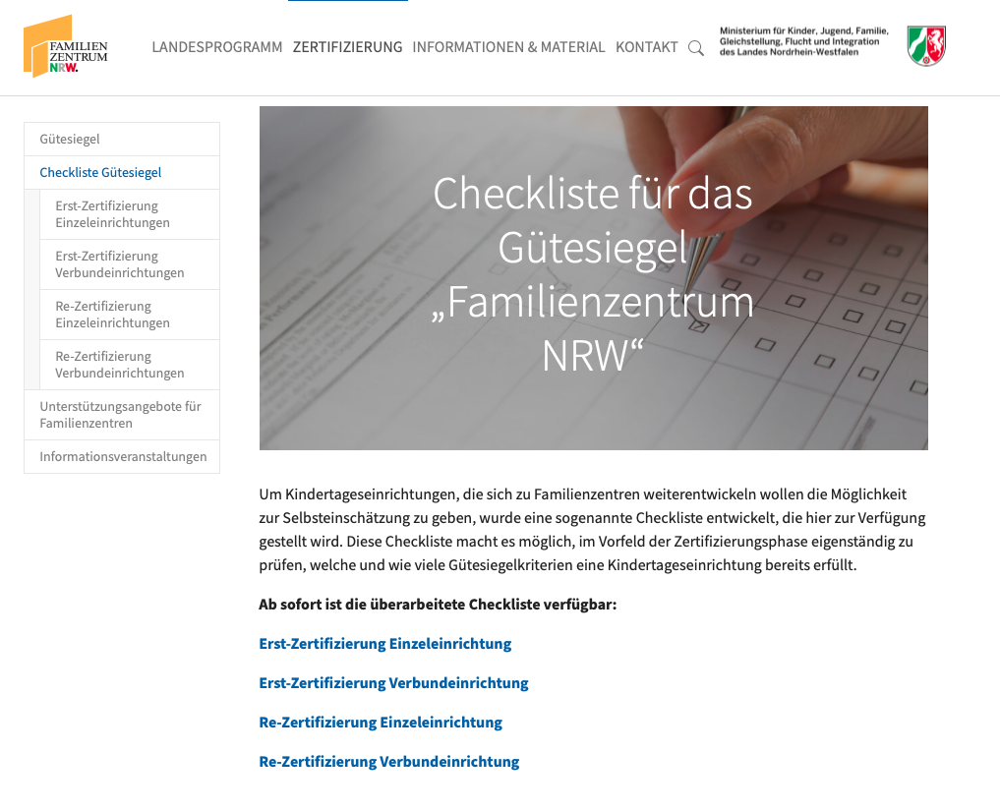 FAMILIEN
ZENTRUM
NRW.
LANDESPROGRAMM ZERTIFIZIERUNG INFORMATIONEN & MATERIAL KONTAKT
Ministerium für Kinder, Jugend, Familie,
Gleichstellung, Flucht und Integration
des Landes Nordrhein-Westfalen
Gütesiegel
Checkliste Gütesiegel
Erst-Zertifizierung
Einzeleinrichtungen
Erst-Zertifizierung
Verbundeinrichtungen
Re-Zertifizierung
Einzeleinrichtungen
Re-Zertifizierung
Verbundeinrichtungen
Unterstützungsangebote für
Familienzentren
Informationsveranstaltungen
Checkliste für das
Gütesiegel
„Familienzentrum
NRW“
Um Kindertageseinrichtungen, die sich zu Familienzentren weiterentwickeln wollen die Möglichkeit
zur Selbsteinschätzung zu geben, wurde eine sogenannte Checkliste entwickelt, die hier zur Verfügung
gestellt wird. Diese Checkliste macht es möglich, im Vorfeld der Zertifizierungsphase eigenständig zu
prüfen, welche und wie viele Gütesiegelkriterien eine Kindertageseinrichtung bereits erfüllt.
Ab sofort ist die überarbeitete Checkliste verfügbar:
Erst-Zertifizierung Einzeleinrichtung
Erst-Zertifizierung Verbundeinrichtung
Re-Zertifizierung Einzeleinrichtung
Re-Zertifizierung Verbundeinrichtung